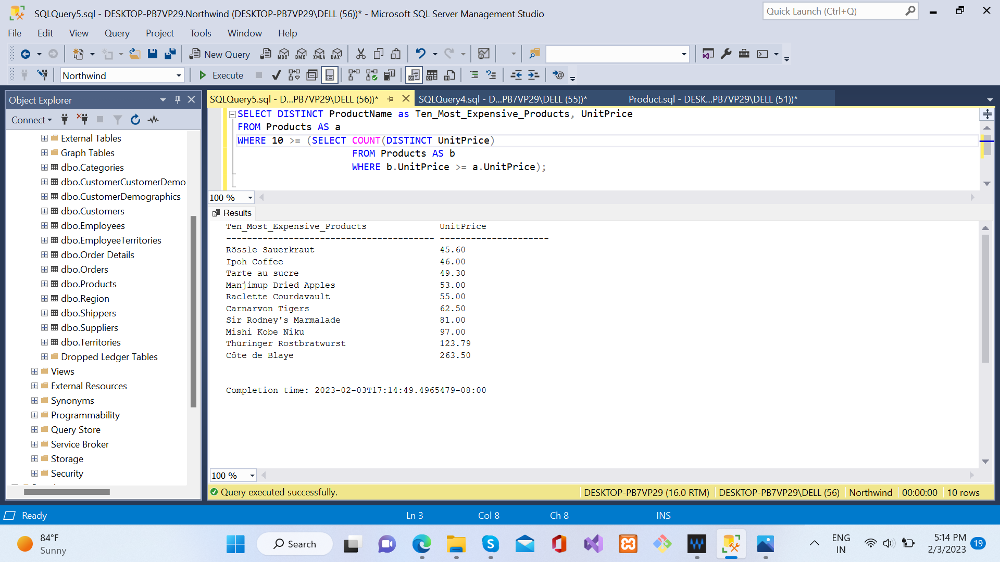 SQLQuery5.sql - DESKTOP-PB7VP29.Northwind (DESKTOP-PB7VP29\DELL (56))* - Microsoft SQL Server Management Studio
Quick Launch (Ctrl+Q)
File Edit View Query Project Tools Window Help
New Query MDX DMX XMLA DAX
Northwind Execute
Object Explorer
Connect
External Tables
Graph Tables
dbo.Categories
dbo.CustomerCustomerDemo
dbo.CustomerDemographics
dbo.Customers
dbo.Employees
dbo.EmployeeTerritories
dbo.Order Details
dbo.Orders
dbo.Products
dbo.Region
dbo.Shippers
dbo.Suppliers
dbo.Territories
Dropped Ledger Tables
Views
External Resources
Synonyms
Programmability
Query Store
Service Broker
Storage
Security
SQLQuery5.sql - D...PB7VP29\DELL (56))* SQLQuery4.sql - D...PB7VP29\DELL (55))* Product.sql - DESK...PB7VP29\DELL (51))*
SELECT DISTINCT ProductName as Ten_Most_Expensive_Products, UnitPrice
FROM Products AS a
WHERE 10 >= (SELECT COUNT(DISTINCT UnitPrice)
FROM Products AS b
WHERE b.UnitPrice >= a.UnitPrice);
100 %
Results
Ten_Most_Expensive_Products UnitPrice
---------------------------------------- ---------------------
Rössle Sauerkraut 45.60
Ipoh Coffee 46.00
Tarte au sucre 49.30
Manjimup Dried Apples 53.00
Raclette Courdavault 55.00
Carnarvon Tigers 62.50
Sir Rodney's Marmalade 81.00
Mishi Kobe Niku 97.00
Thüringer Rostbratwurst 123.79
Côte de Blaye 263.50
Completion time: 2023-02-03T17:14:49.4965479-08:00
100 %
Query executed successfully. DESKTOP-PB7VP29 (16.0 RTM) DESKTOP-PB7VP29\DELL (56) Northwind 00:00:00 10 rows
Ready Ln 3 Col 8 Ch 8 INS
84°F
Sunny
Search
ENG
IN
5:14 PM
2/3/2023
19